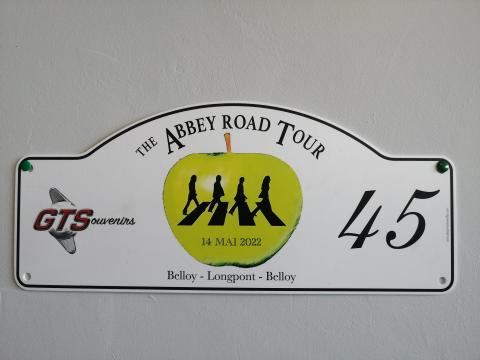 THE ABBEY ROAD TOUR
GTSouvenirs
45
14 MAI 2022
Belloy - Longpont - Belloy